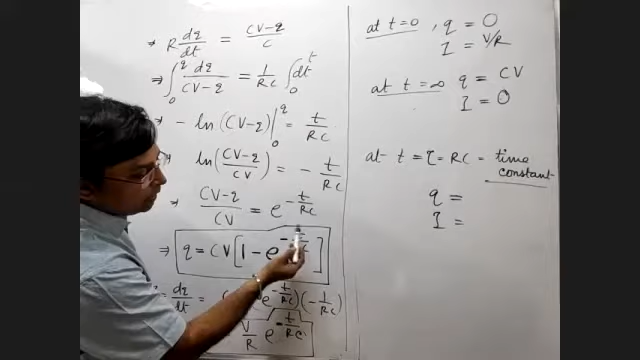 ⇒ R dq/dt = CV-q/C
⇒ ∫₀^q dq/CV-q = 1/RC ∫₀^t dt
⇒ - ln (CV-q) |₀^q = t/RC
⇒ ln (CV-q/CV) = - t/RC
⇒ CV-q/CV = e^(-t/RC)
⇒ q = CV [1 - e^-
= dq/dt = e^(-t/RC) (-1/RC)
V/R e^(-t/RC)
at t=0, q = 0
I = V/R
at t=∞ q = CV
I = 0
at t = τ = RC = time
constant
q =
I =